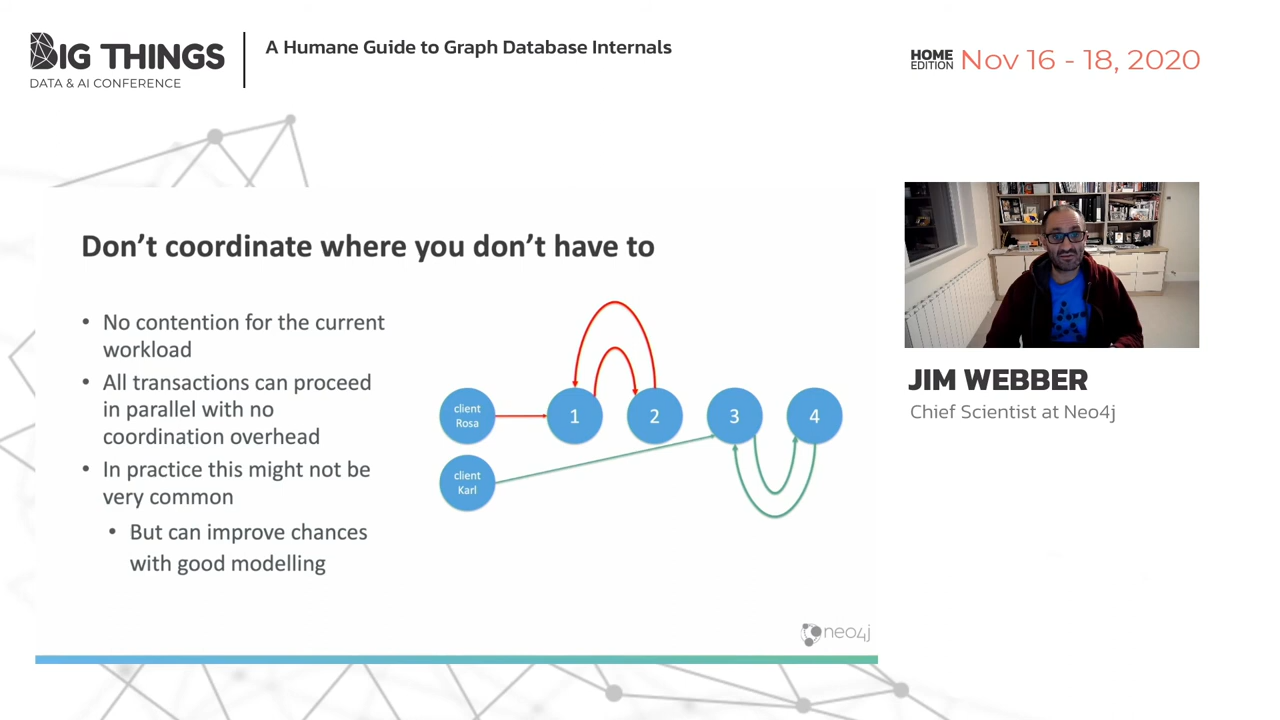 BIG THINGS
DATA & AI CONFERENCE
A Humane Guide to Graph Database Internals
HOME
EDITION
Nov 16 - 18, 2020
Don't coordinate where you don't have to
• No contention for the current
workload
• All transactions can proceed
in parallel with no
coordination overhead
• In practice this might not be
very common
• But can improve chances
with good modelling
client
Rosa
1
2
3
4
client
Karl
neo4j
JIM WEBBER
Chief Scientist at Neo4j